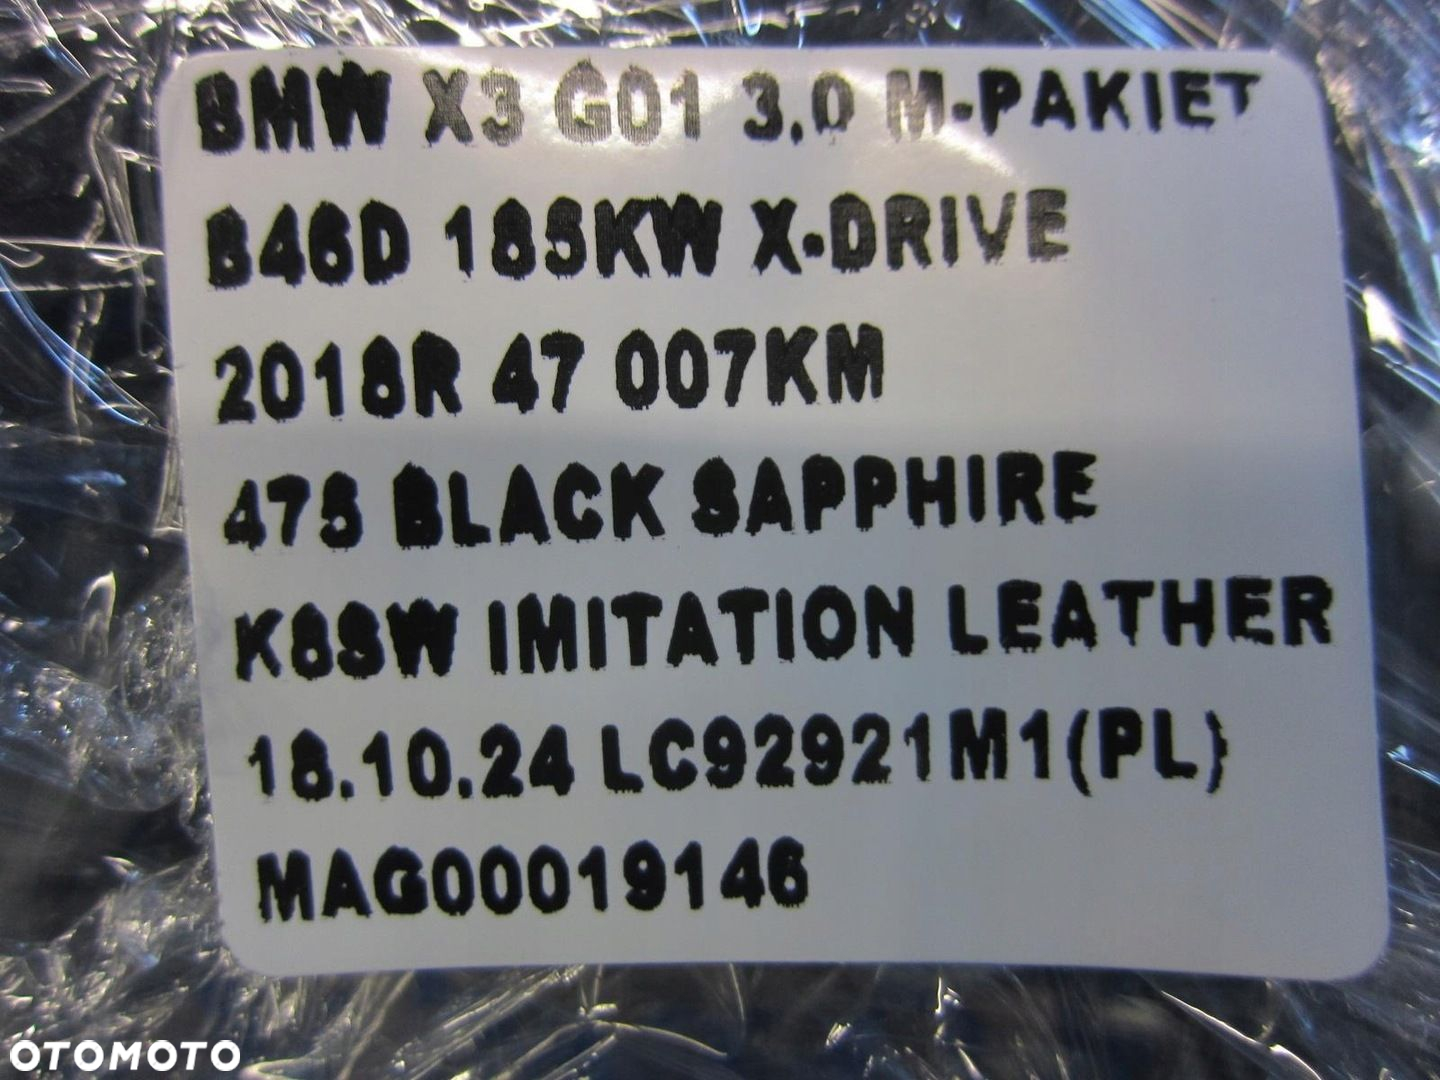 BMW X3 G01 3.0 M-PAKIET
B46D 185KW X-DRIVE
2018R 47 007KM
475 BLACK SAPPHIRE
K8SW IMITATION LEATHER
18.10.24 LC92921M1(PL)
MAG00019146
OTOMOTO